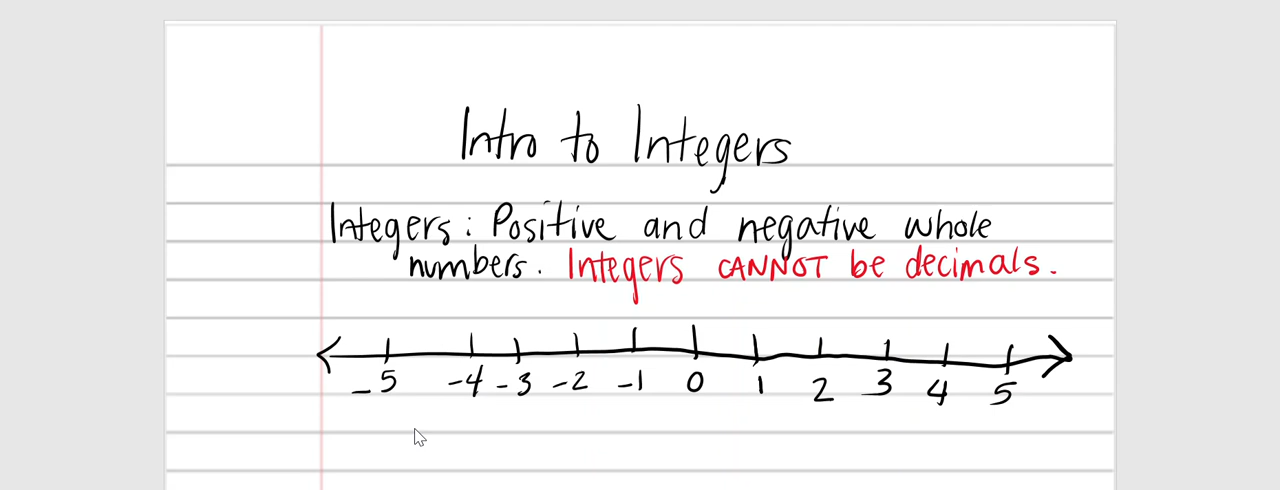 Intro to Integers
Integers: Positive and negative whole
numbers. Integers CANNOT be decimals.
-5 -4 -3 -2 -1 0 1 2 3 4 5